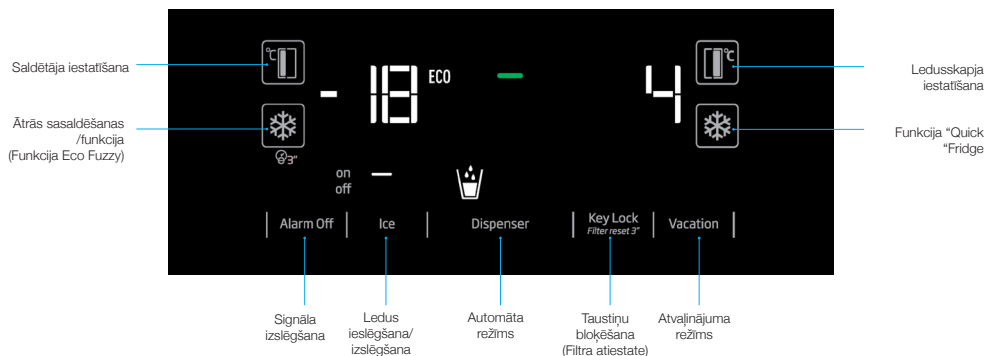 Saldētāja iestatīšana
Ātrās sasaldēšanas
/funkcija
(Funkcija Eco Fuzzy)
°C
- 18
ECO
4
°C
3"
on
off
Alarm Off
Ice
Dispenser
Key Lock
Filter reset 3"
Vacation
Ledusskapja
iestatīšana
Funkcija “Quick
“Fridge
Signāla
izslēgšana
Ledus
ieslēgšana/
izslēgšana
Automāta
režīms
Taustiņu
bloķēšana
(Filtra atiestate)
Atvaļinājuma
režīms